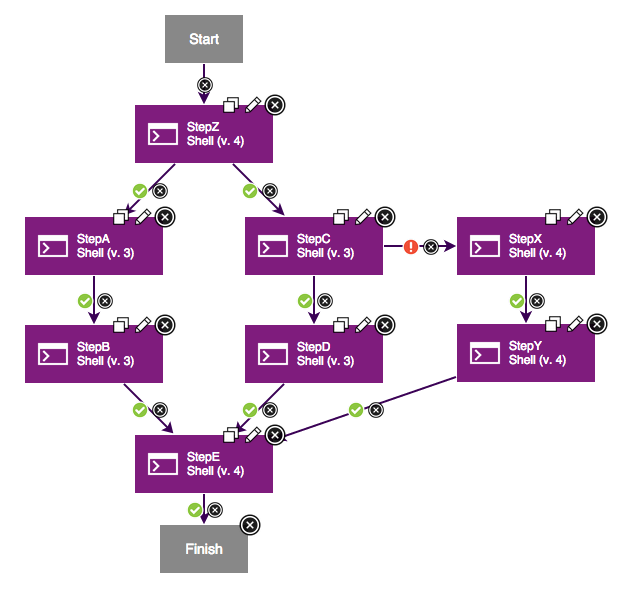 Start
StepZ
Shell (v. 4)
StepA
Shell (v. 3)
StepC
Shell (v. 3)
StepX
Shell (v. 4)
StepB
Shell (v. 3)
StepD
Shell (v. 3)
StepY
Shell (v. 4)
StepE
Shell (v. 4)
Finish